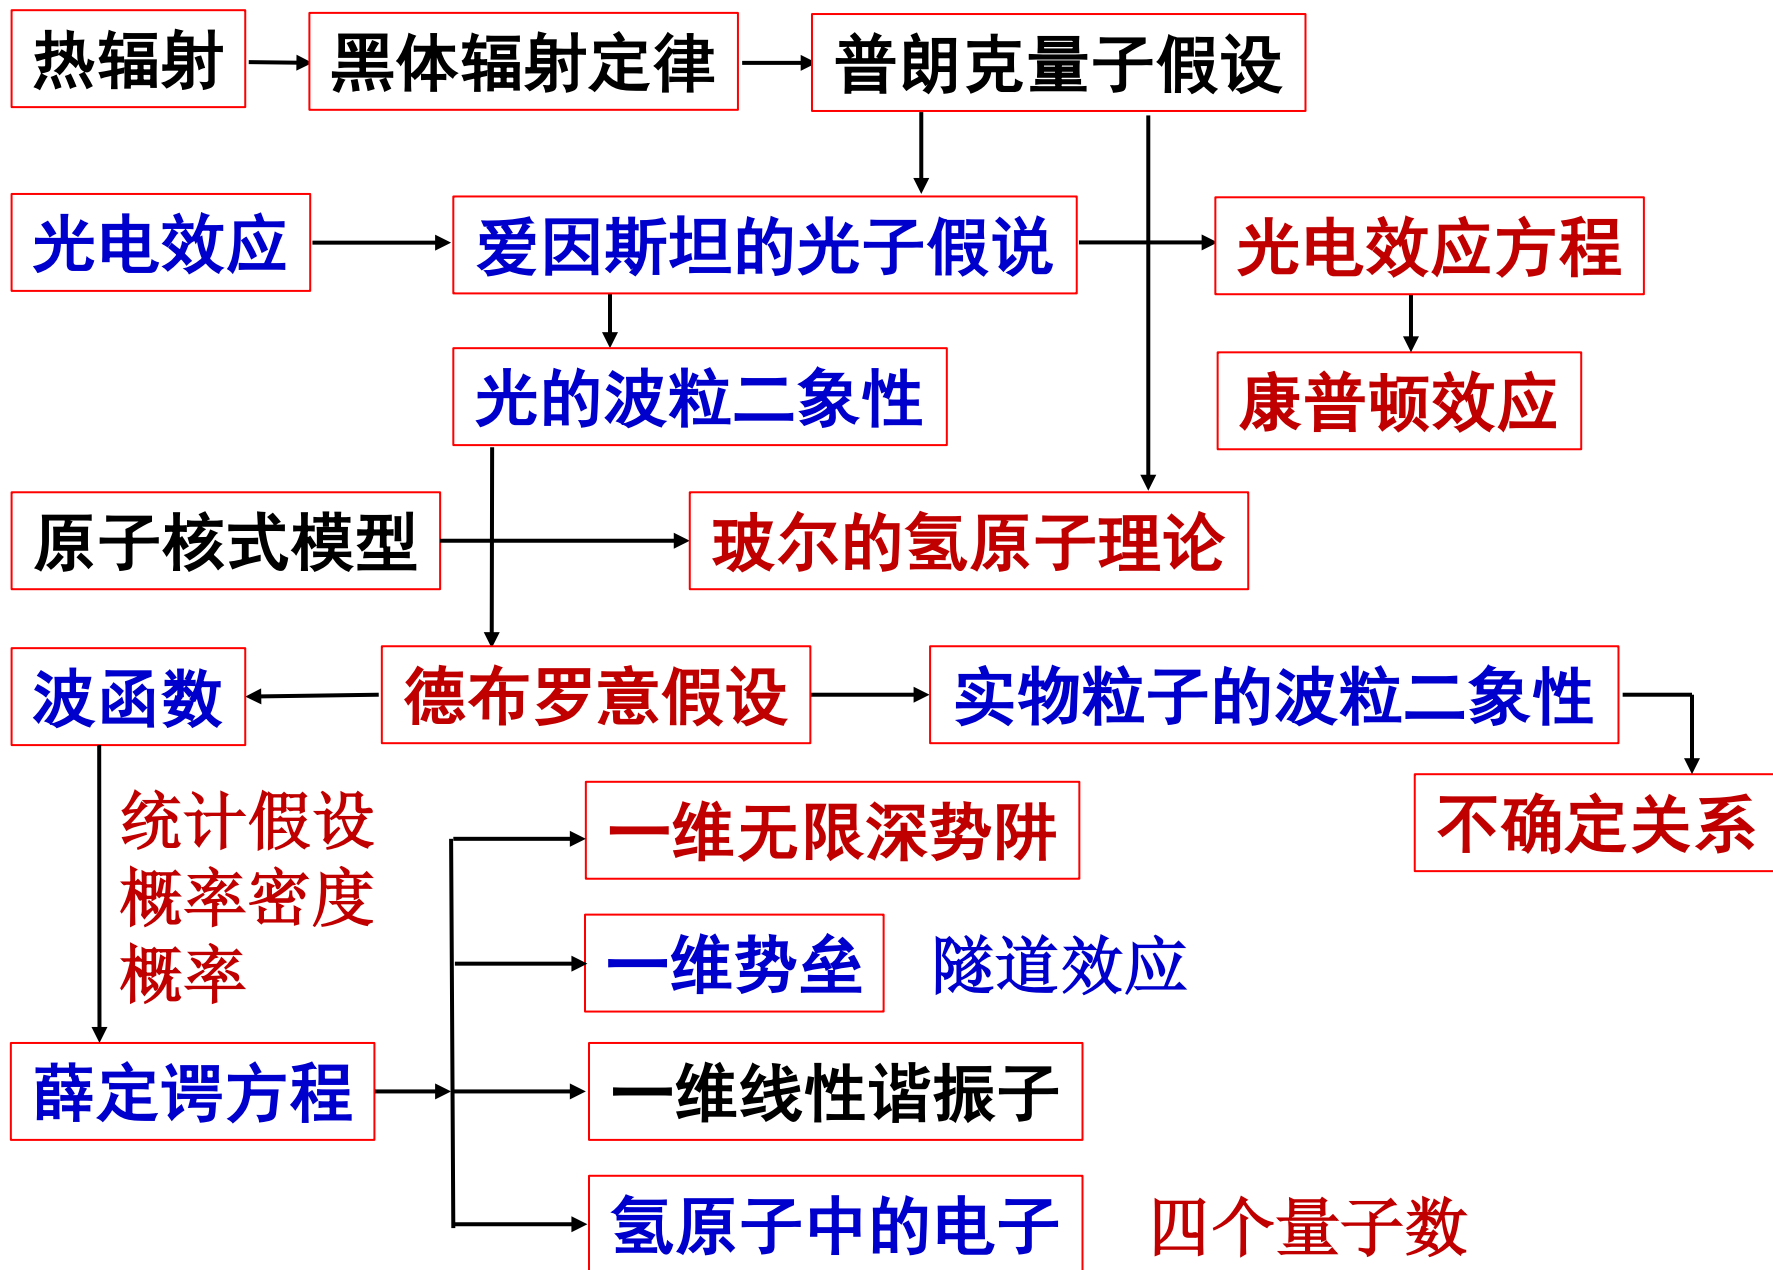 热辐射
黑体辐射定律
普朗克量子假设
光电效应
爱因斯坦的光子假说
光电效应方程
光的波粒二象性
康普顿效应
原子核式模型
玻尔的氢原子理论
波函数
德布罗意假设
实物粒子的波粒二象性
统计假设
概率密度
概率
一维无限深势阱
不确定关系
一维势垒
隧道效应
薛定谔方程
一维线性谐振子
氢原子中的电子
四个量子数